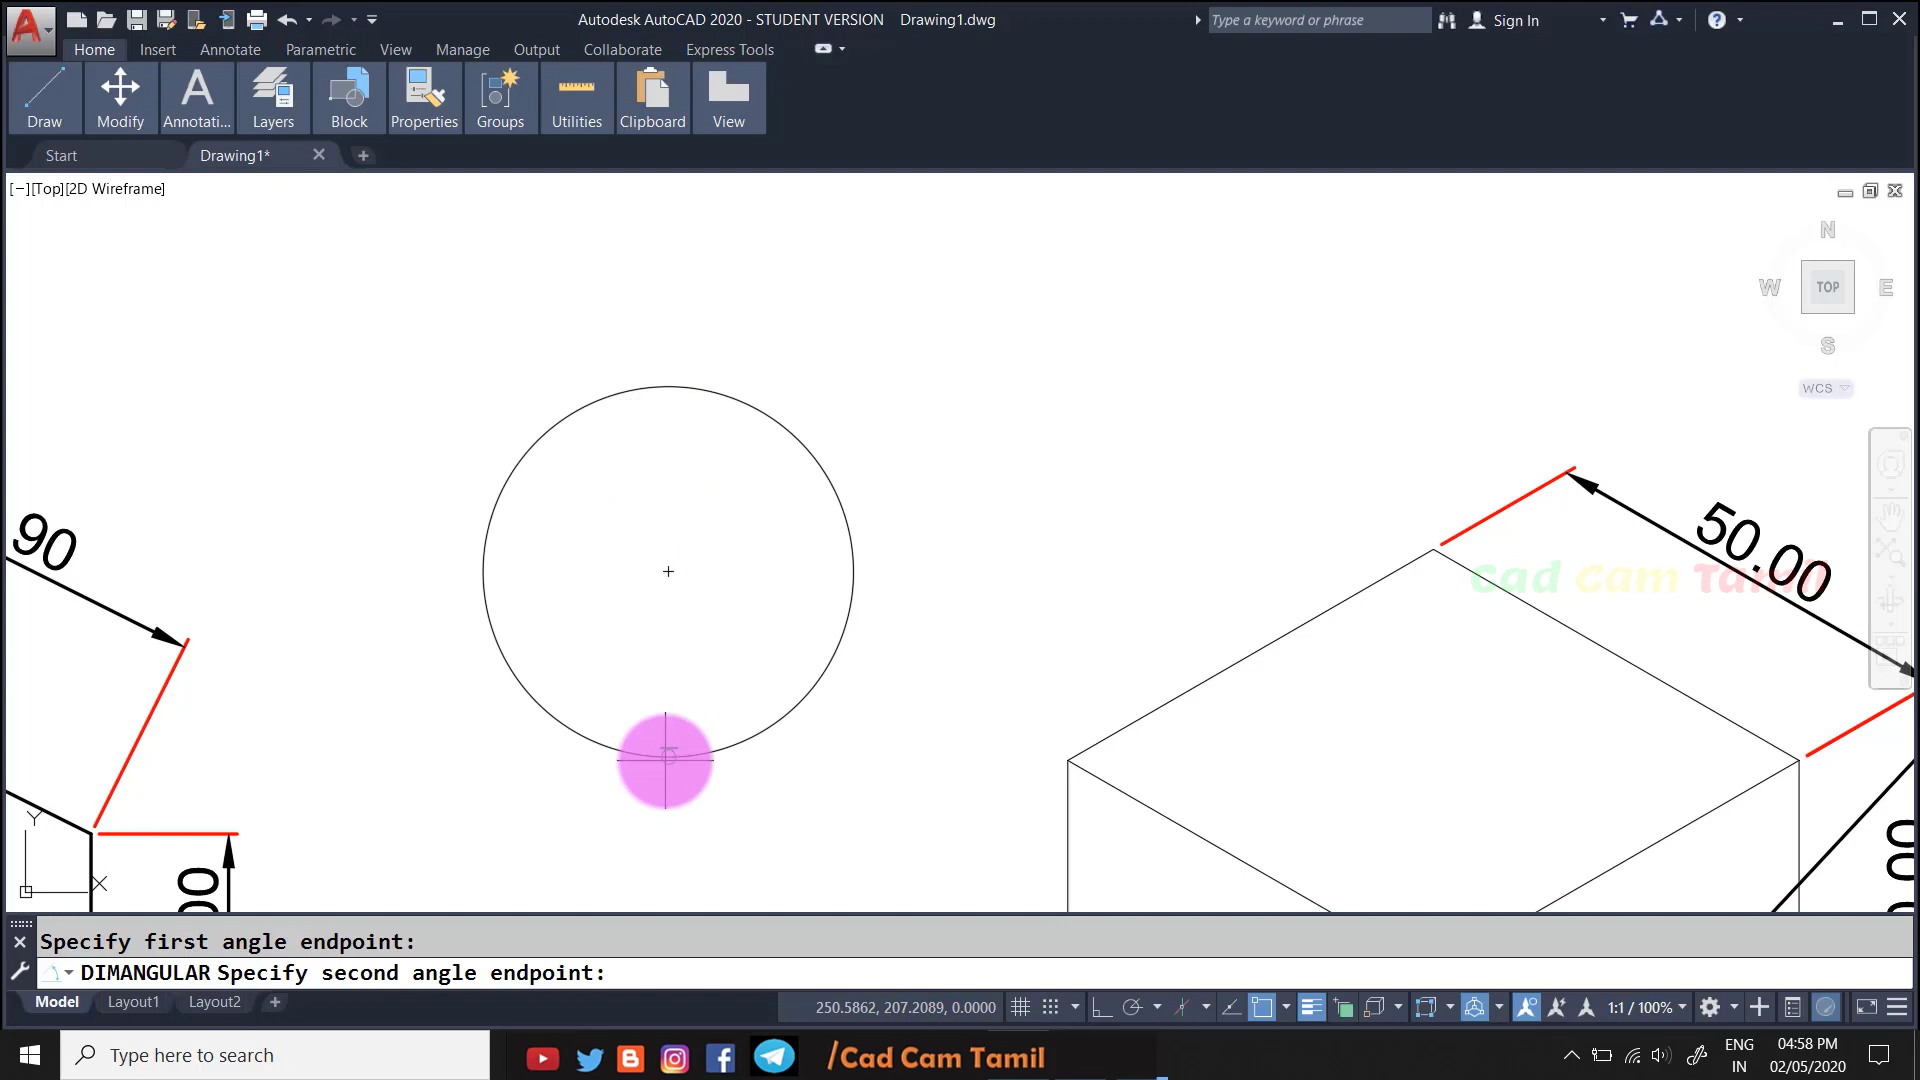 Autodesk AutoCAD 2020 - STUDENT VERSION Drawing1.dwg
Type a keyword or phrase
Sign In
Home Insert Annotate Parametric View Manage Output Collaborate Express Tools
Draw Modify Annotati... Layers Block Properties Groups Utilities Clipboard View
Start Drawing1*
[−][Top][2D Wireframe]
N
W TOP E
S
WCS
90
50.00
Cad Cam Tamil
Y
X
Specify first angle endpoint:
DIMANGULAR Specify second angle endpoint:
Model Layout1 Layout2
250.5862, 207.2089, 0.0000
1:1 / 100%
Type here to search
/Cad Cam Tamil
ENG
IN
04:58 PM
02/05/2020